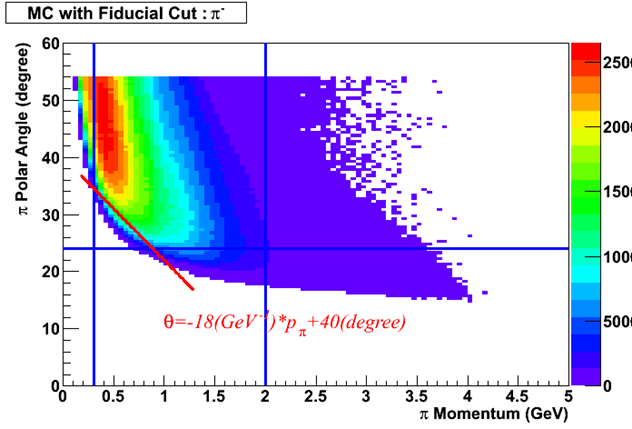 MC with Fiducial Cut : π⁻
π Polar Angle (degree)
60
50
40
30
20
10
0
θ=-18(GeV⁻¹)*p_π+40(degree)
0 0.5 1 1.5 2 2.5 3 3.5 4 4.5 5
π Momentum (GeV)
2500
2000
1500
1000
5000
0